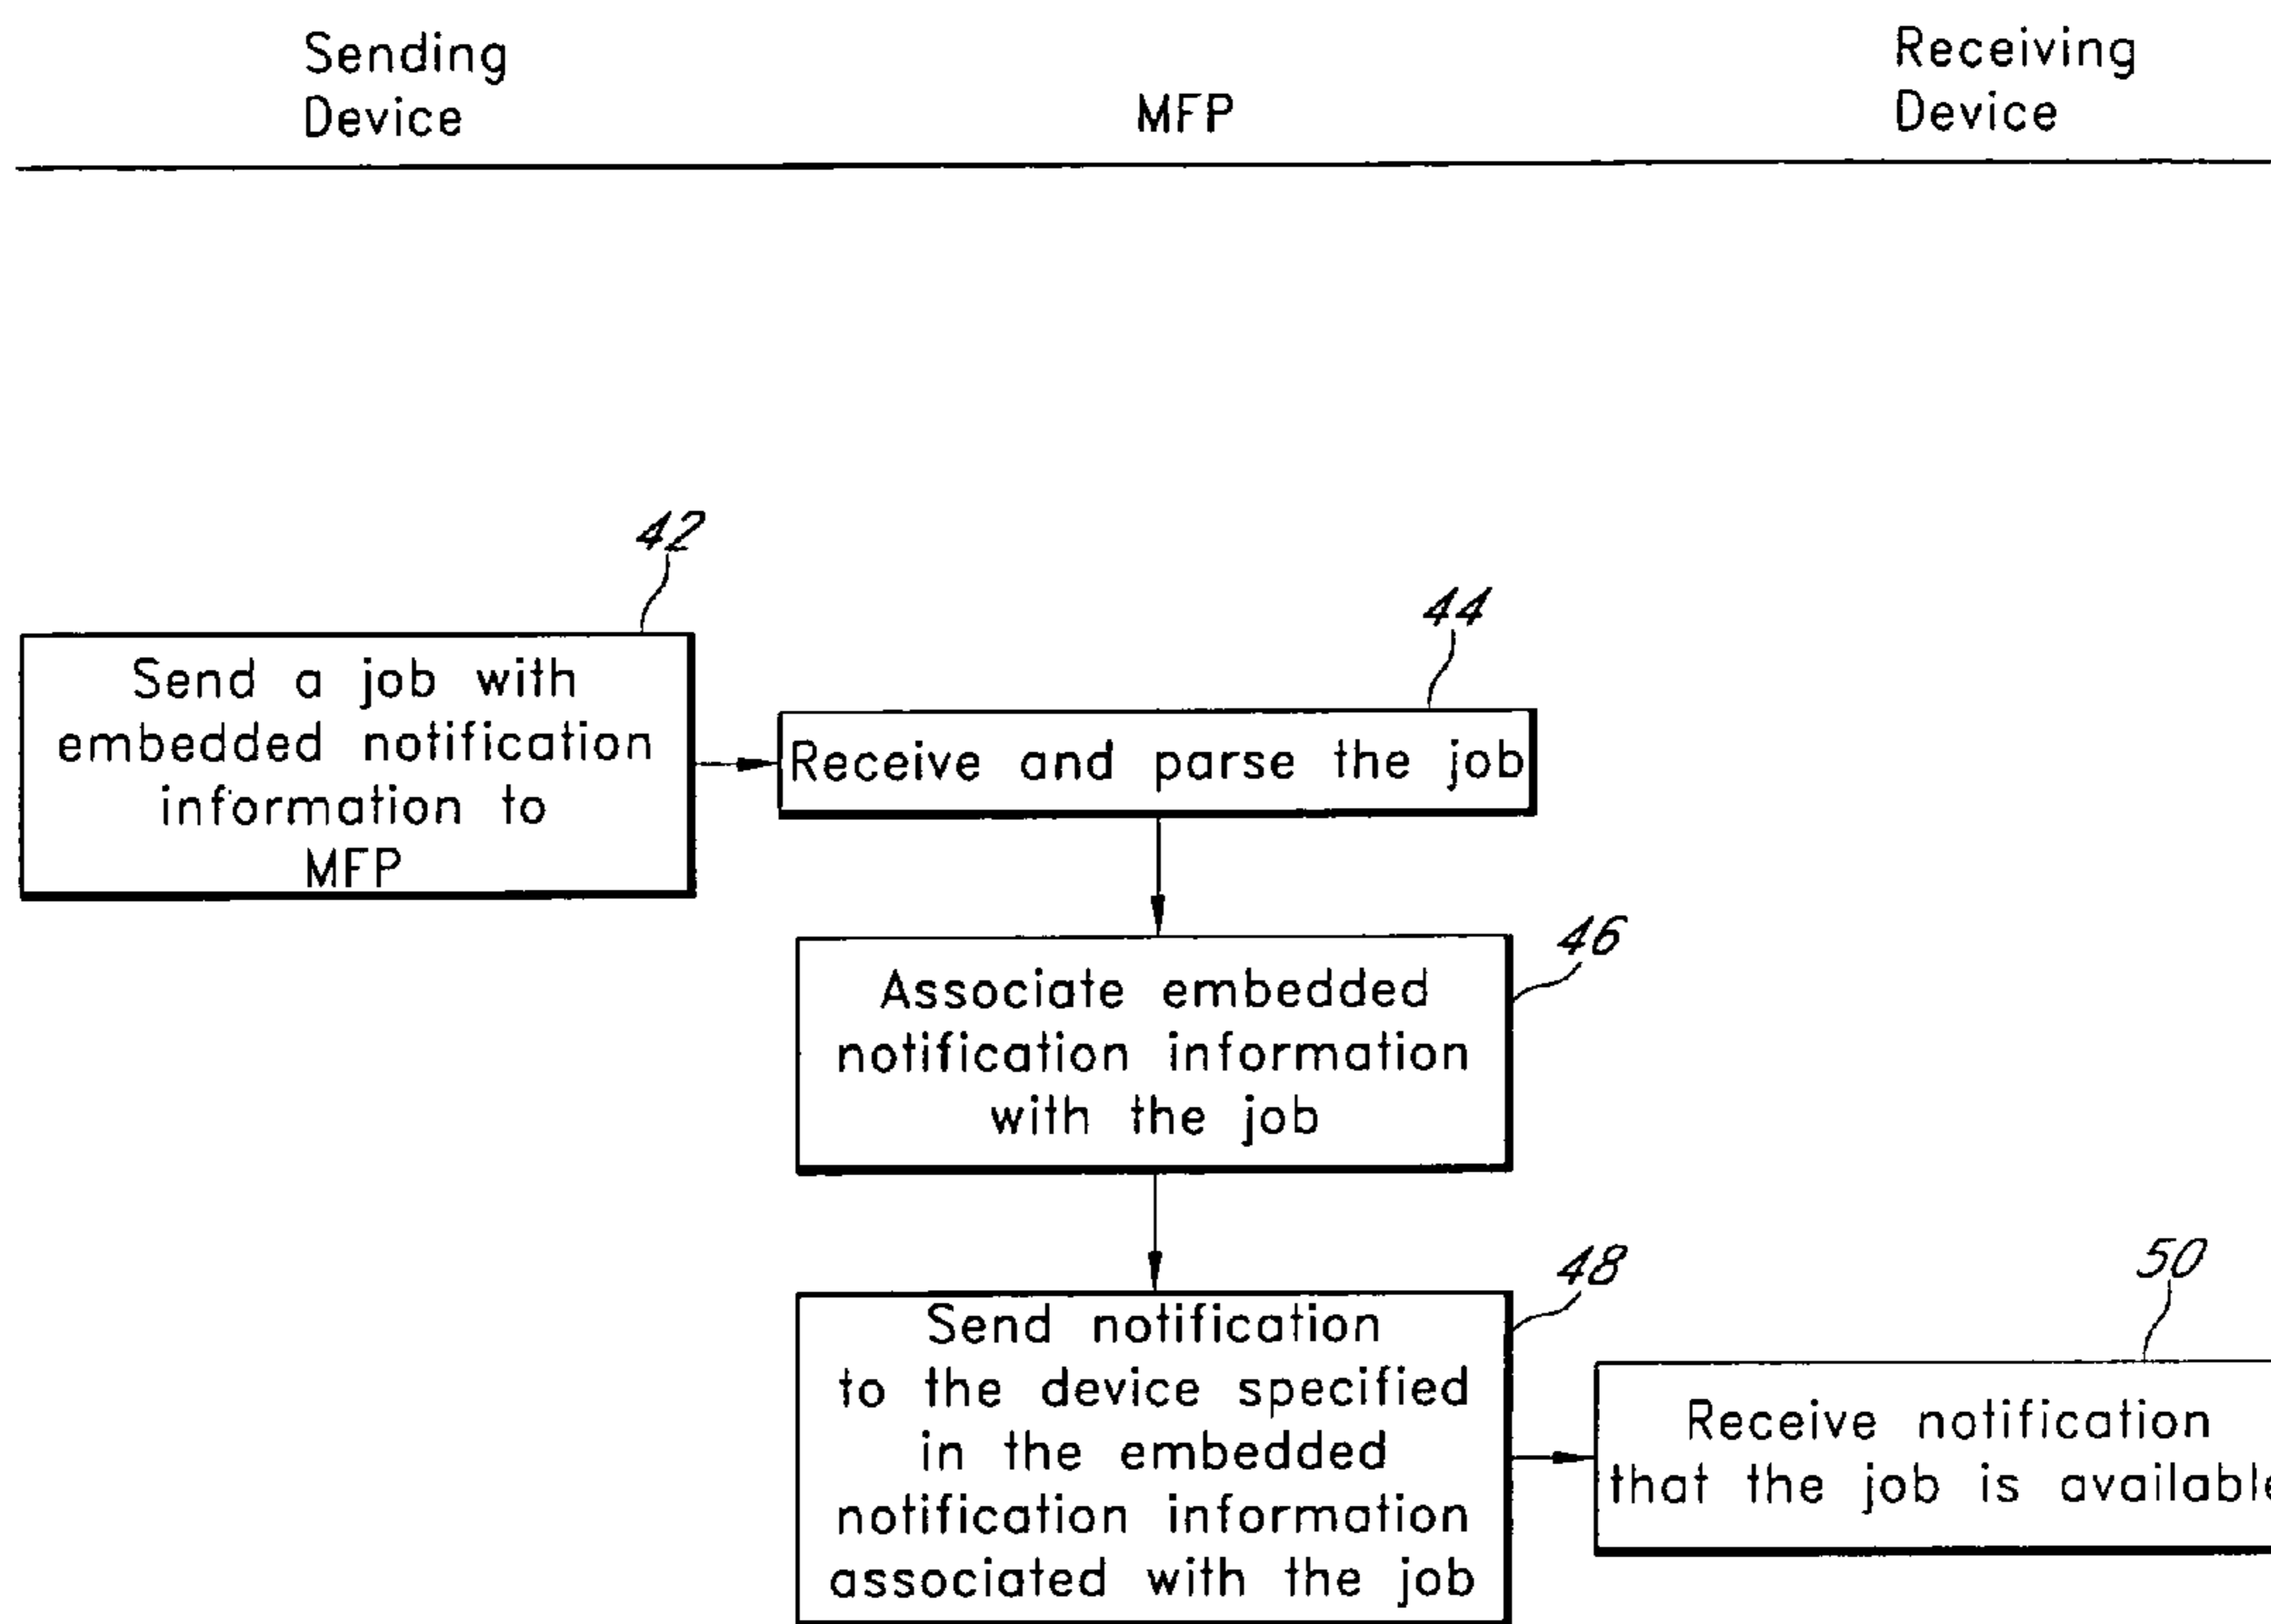 Sending
Device
MFP
Receiving
Device
42
Send a job with
embedded notification
information to
MFP
44
Receive and parse the job
46
Associate embedded
notification information
with the job
48
Send notification
to the device specified
in the embedded
notification information
associated with the job
50
Receive notification
that the job is available